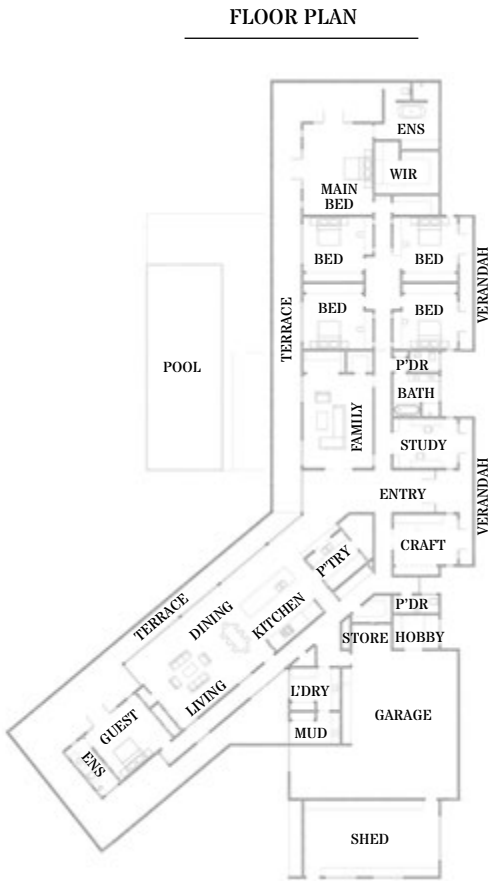 FLOOR PLAN
ENS
WIR
MAIN
BED
BED
BED
VERANDAH
TERRACE
BED
BED
POOL
P'DR
BATH
FAMILY
STUDY
ENTRY
VERANDAH
CRAFT
P'TRY
TERRACE
DINING
KITCHEN
P'DR
STORE
HOBBY
LIVING
L'DRY
GARAGE
GUEST
MUD
ENS
SHED